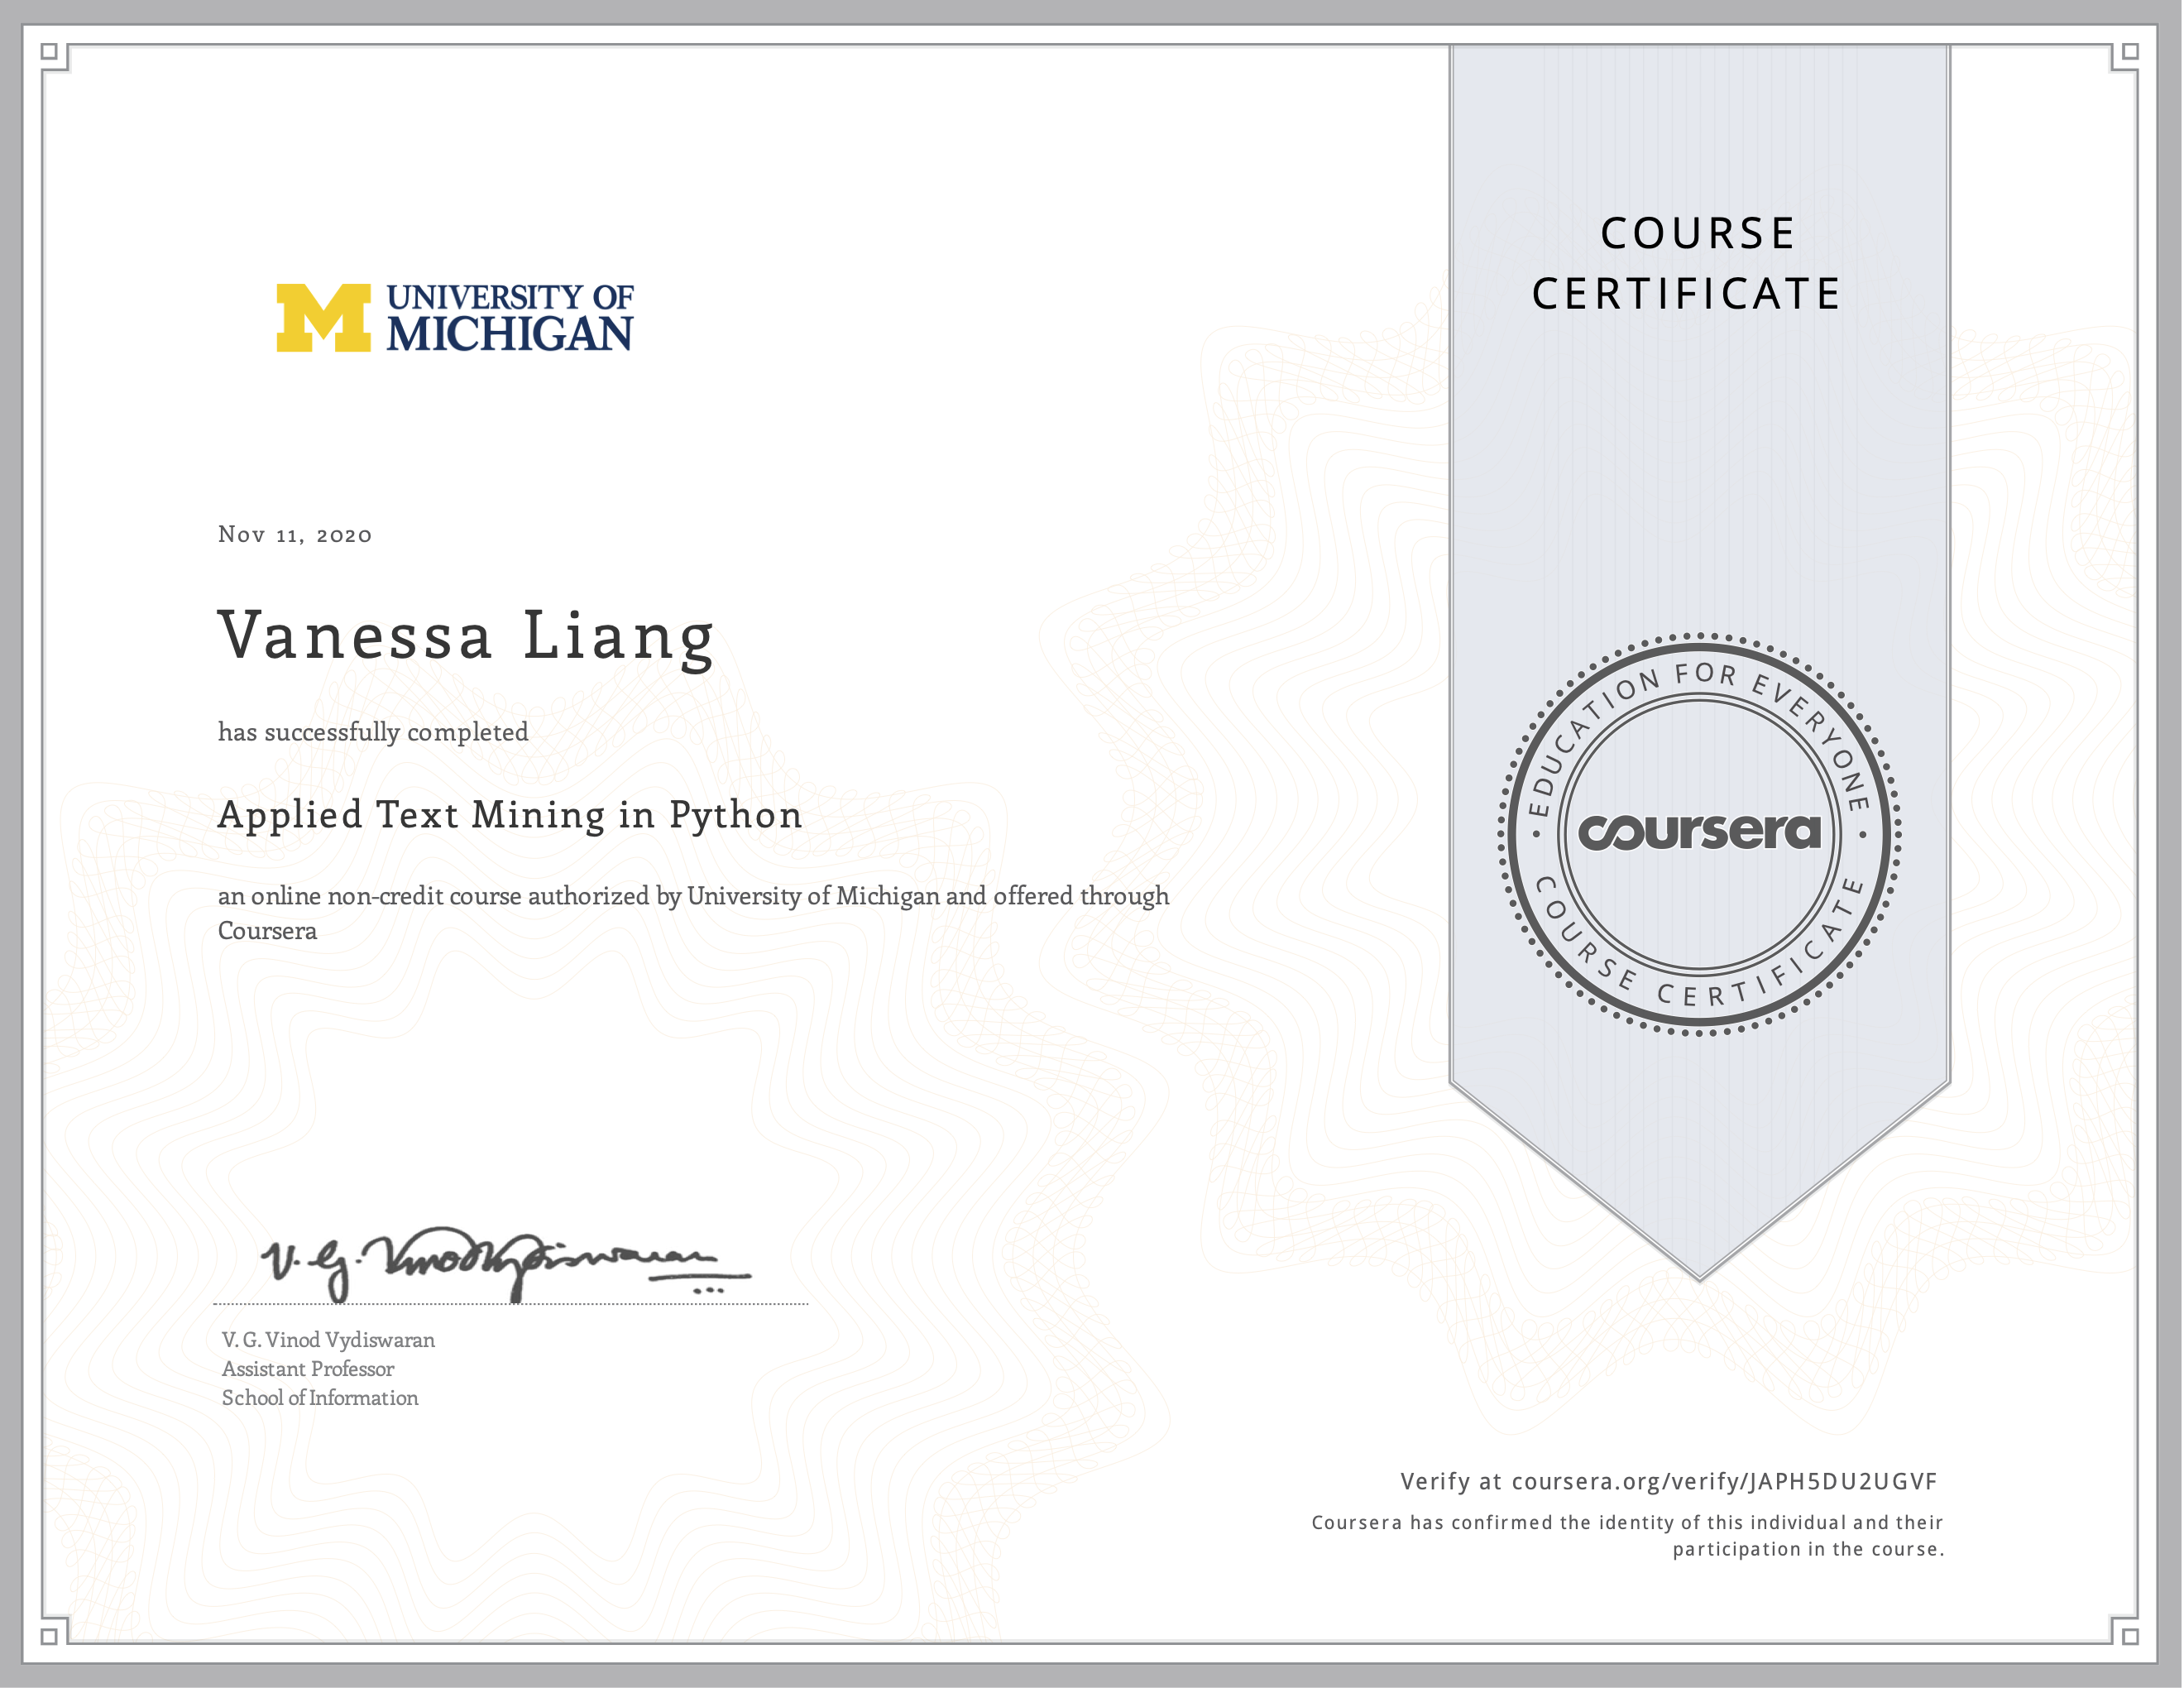 UNIVERSITY OF
MICHIGAN
COURSE
CERTIFICATE
Nov 11, 2020
Vanessa Liang
has successfully completed
Applied Text Mining in Python
an online non-credit course authorized by University of Michigan and offered through
Coursera
EDUCATION FOR EVERYONE
coursera
COURSE CERTIFICATE
V. G. Vinod Vydiswaran
V. G. Vinod Vydiswaran
Assistant Professor
School of Information
Verify at coursera.org/verify/JAPH5DU2UGVF
Coursera has confirmed the identity of this individual and their
participation in the course.